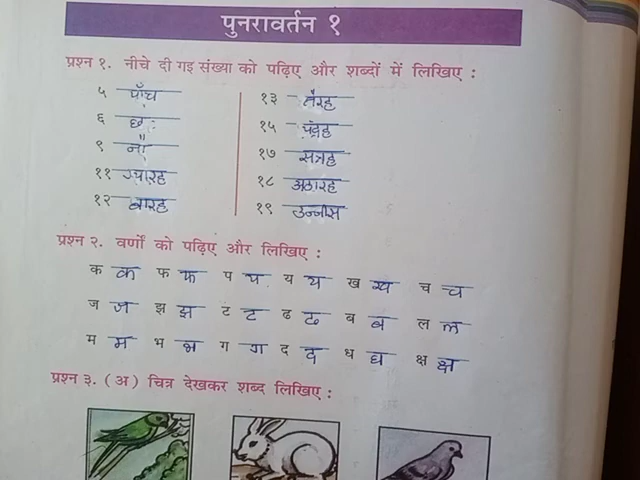 पुनरावर्तन १
प्रश्न १. नीचे दी गइ संख्या को पढ़िए और शब्दों में लिखिए :
५ पाँच १३ तेरह
६ छः १५ पंद्रह
९ नौ १७ सत्रह
११ ग्यारह १८ अठारह
१२ बारह १९ उन्नीस
प्रश्न २. वर्णों को पढ़िए और लिखिए :
क क फ फ प प य य ख ख च च
ज ज झ झ ट ट ढ ढ ब ब ल ल
म म भ भ ग ग द द ध ध क्ष क्ष
प्रश्न ३. (अ) चित्र देखकर शब्द लिखिए :